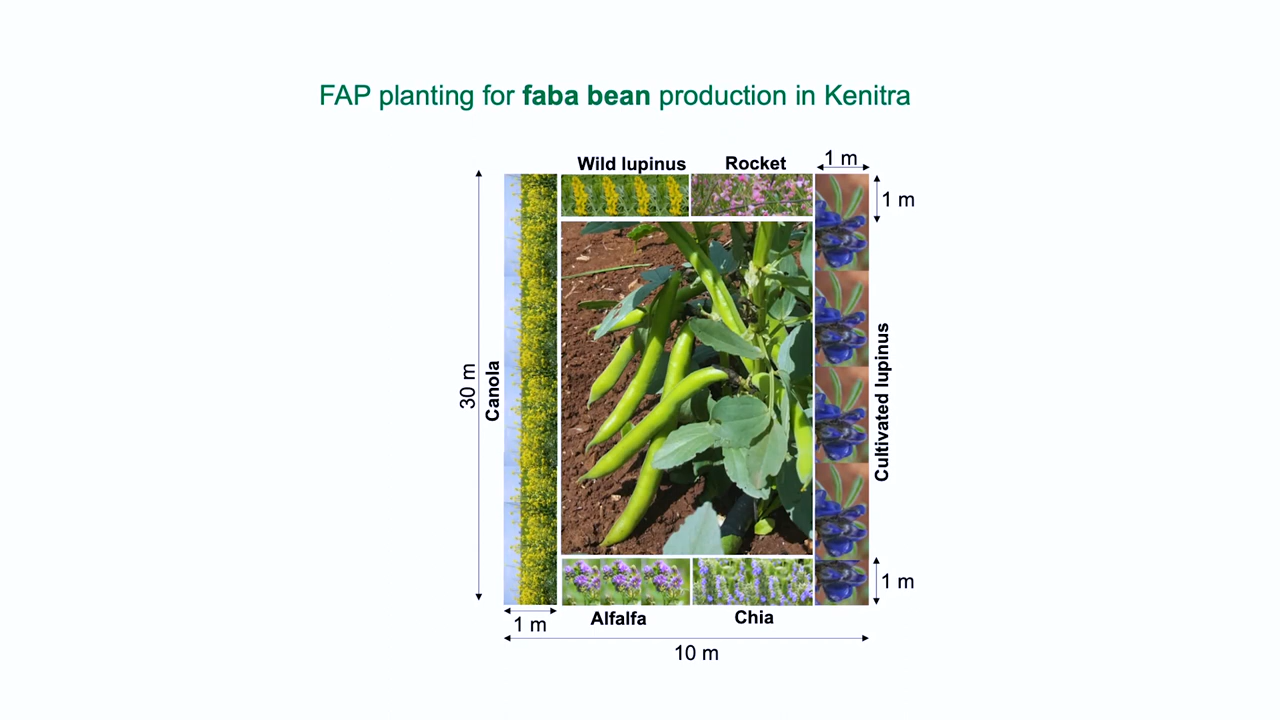 FAP planting for faba bean production in Kenitra
Wild lupinus
Rocket
1 m
1 m
30 m
Canola
Cultivated lupinus
1 m
1 m
Alfalfa
Chia
10 m